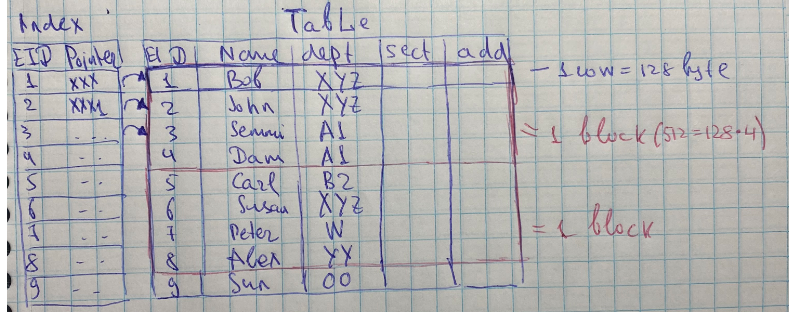 Index Table
EID Pointer EID Name dept sect add
1 xxx 1 Bob XYZ - 1 row = 128 byte
2 xxx1 2 John XYZ
3 ... 3 Semmi A1 = 1 block (512 = 128·4)
4 .. 4 Dam A1
5 -. 5 Carl B2
6 -. 6 Susan XYZ
7 -- 7 Peter W = 1 block
8 -- 8 Alex YX
9 -- 9 Sun OO